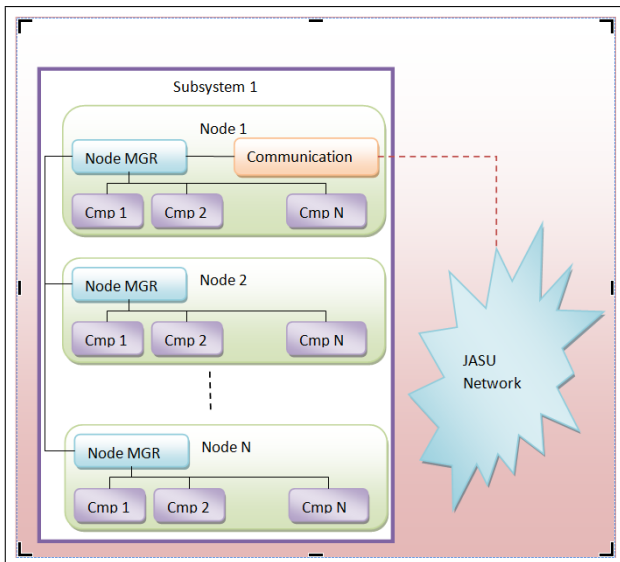 Subsystem 1
Node 1
Node MGR
Communication
Cmp 1
Cmp 2
Cmp N
Node 2
Node MGR
Cmp 1
Cmp 2
Cmp N
JASU
Network
Node N
Node MGR
Cmp 1
Cmp 2
Cmp N